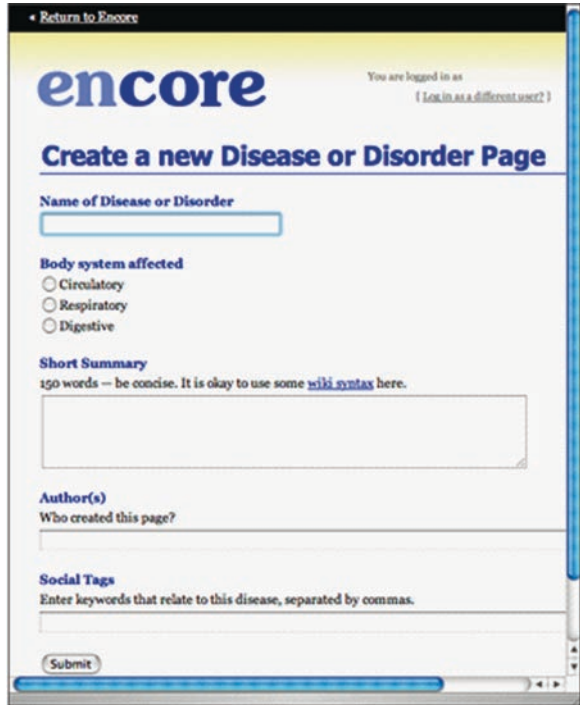 ◂ Return to Encore
encore
You are logged in as
[ Log in as a different user? ]
Create a new Disease or Disorder Page
Name of Disease or Disorder
Body system affected
Circulatory
Respiratory
Digestive
Short Summary
150 words — be concise. It is okay to use some wiki syntax here.
Author(s)
Who created this page?
Social Tags
Enter keywords that relate to this disease, separated by commas.
Submit